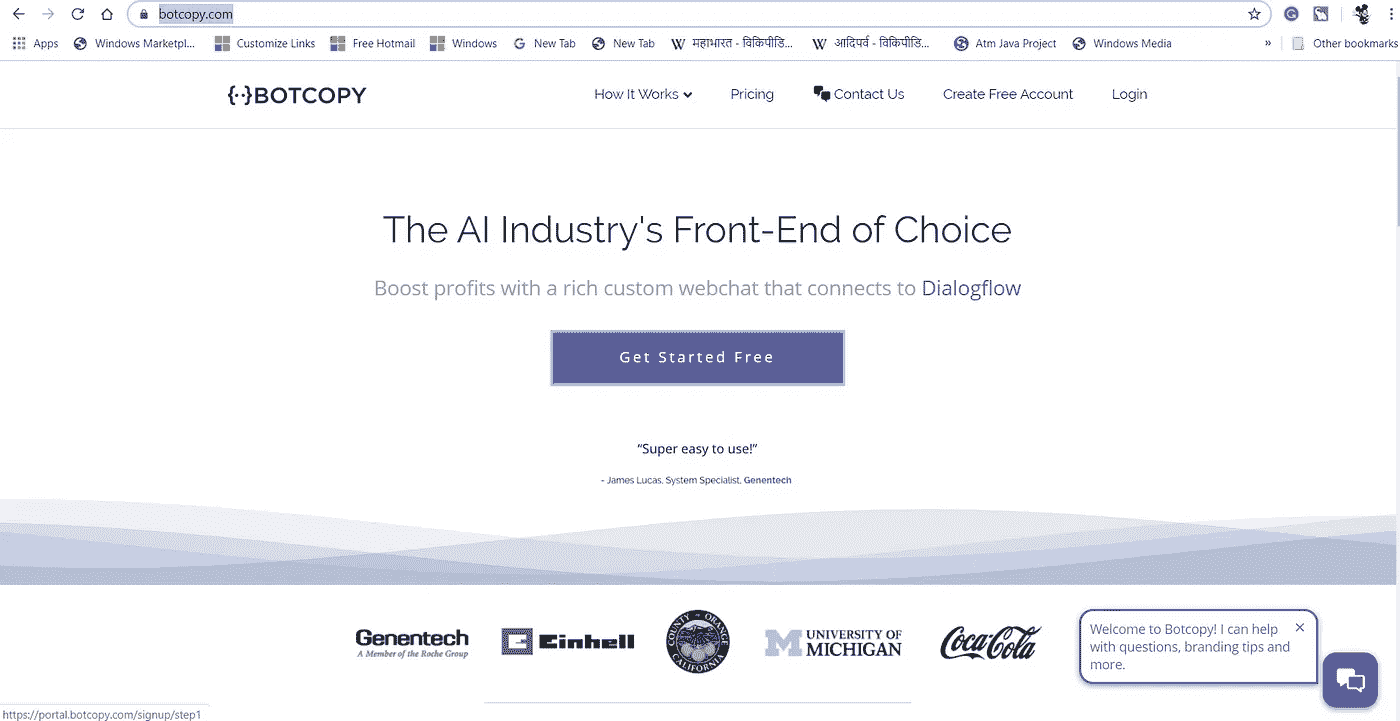 botcopy.com
Apps Windows Marketpl... Customize Links Free Hotmail Windows New Tab New Tab महाभारत - विकिपीडि... आदिपर्व - विकिपीडि... Atm Java Project Windows Media » Other bookmarks
{··}BOTCOPY How It Works Pricing Contact Us Create Free Account Login
The AI Industry's Front-End of Choice
Boost profits with a rich custom webchat that connects to Dialogflow
Get Started Free
“Super easy to use!”
- James Lucas, System Specialist, Genentech
Genentech
A Member of the Roche Group
Einhell
COUNTY OF ORANGE
CALIFORNIA
M UNIVERSITY OF
MICHIGAN
Coca-Cola
Welcome to Botcopy! I can help
with questions, branding tips and
more.
https://portal.botcopy.com/signup/step1